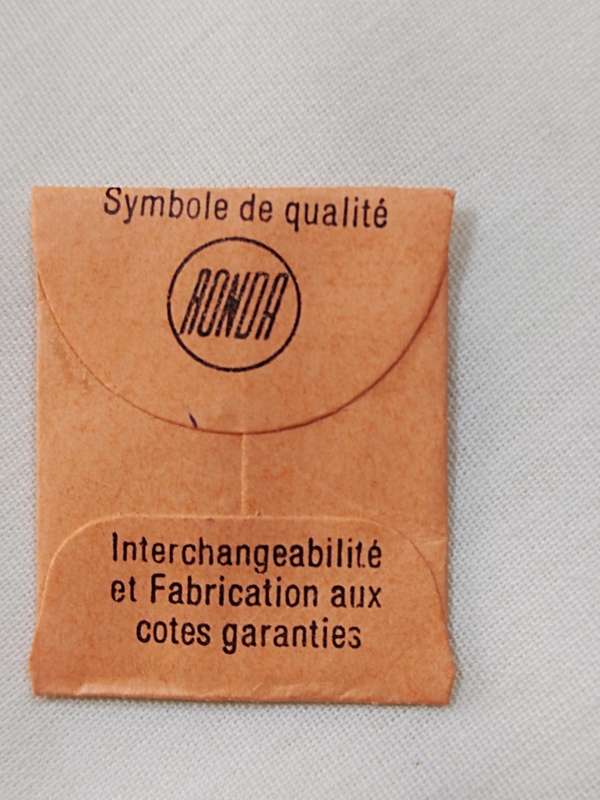 Symbole de qualité
RONDA
Interchangeabilité
et Fabrication aux
cotes garanties